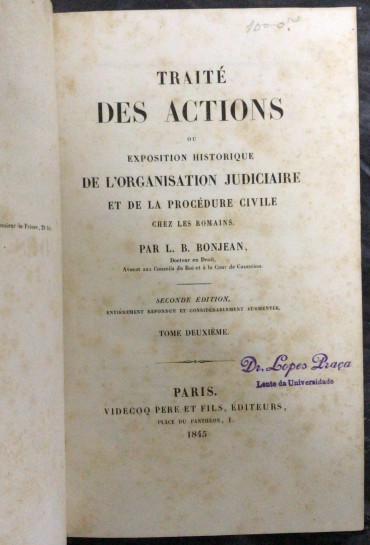 TRAITÉ
DES ACTIONS
OU
EXPOSITION HISTORIQUE
DE L'ORGANISATION JUDICIAIRE
ET DE LA PROCÉDURE CIVILE
CHEZ LES ROMAINS.
PAR L. B. BONJEAN,
Docteur en Droit,
Avocat aux Conseils du Roi et à la Cour de Cassation.
SECONDE ÉDITION,
ENTIÈREMENT REFONDUE ET CONSIDÉRABLEMENT AUGMENTÉE,
TOME DEUXIÈME.
Dr. Lopes Praça
Lente da Universidade
PARIS.
VIDECOQ PERE ET FILS, ÉDITEURS,
PLACE DU PANTHÉON, 1.
1845